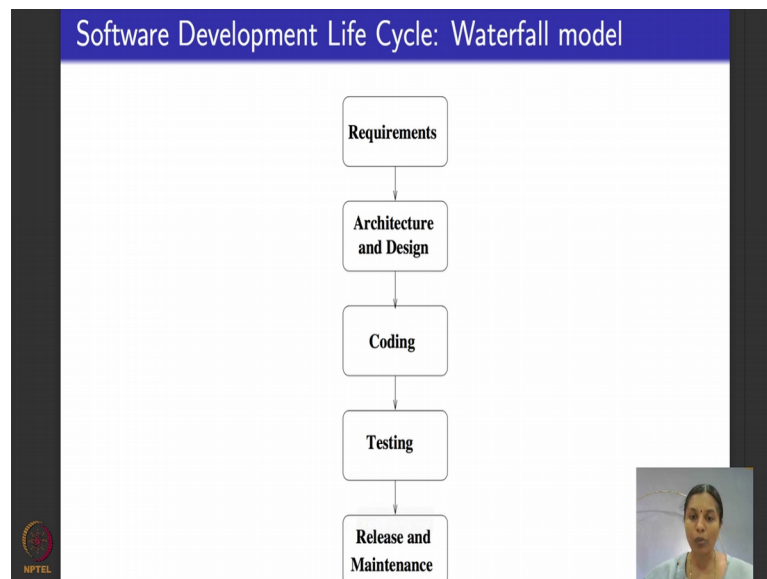 Software Development Life Cycle: Waterfall model
Requirements
Architecture
and Design
Coding
Testing
Release and
Maintenance
NPTEL